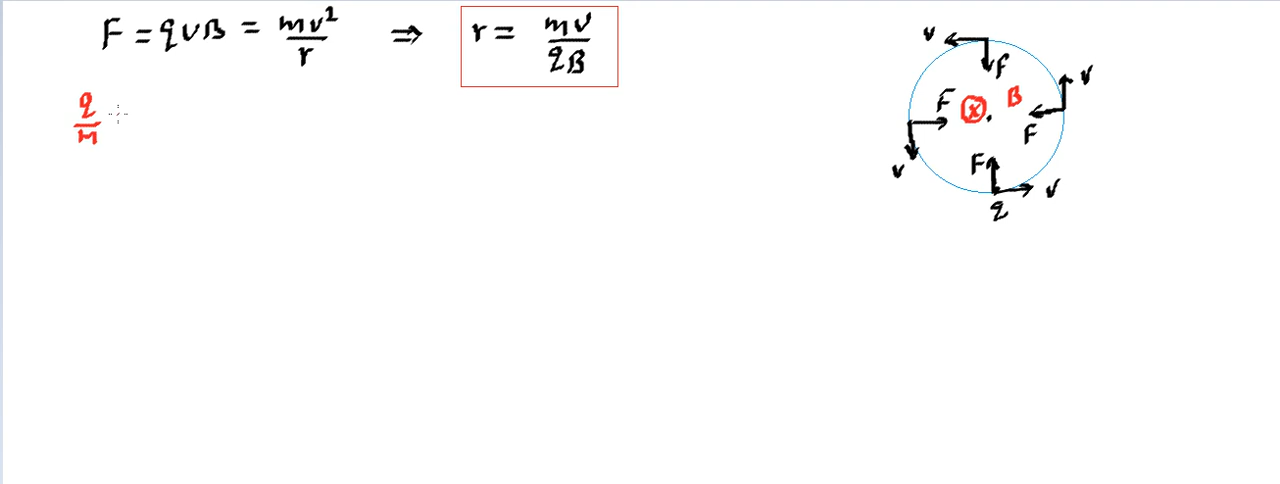 F = qvB = mv²/r ⇒ r = mv/qB
q/m
v
F
v
F
x B
F
v
F
v
q